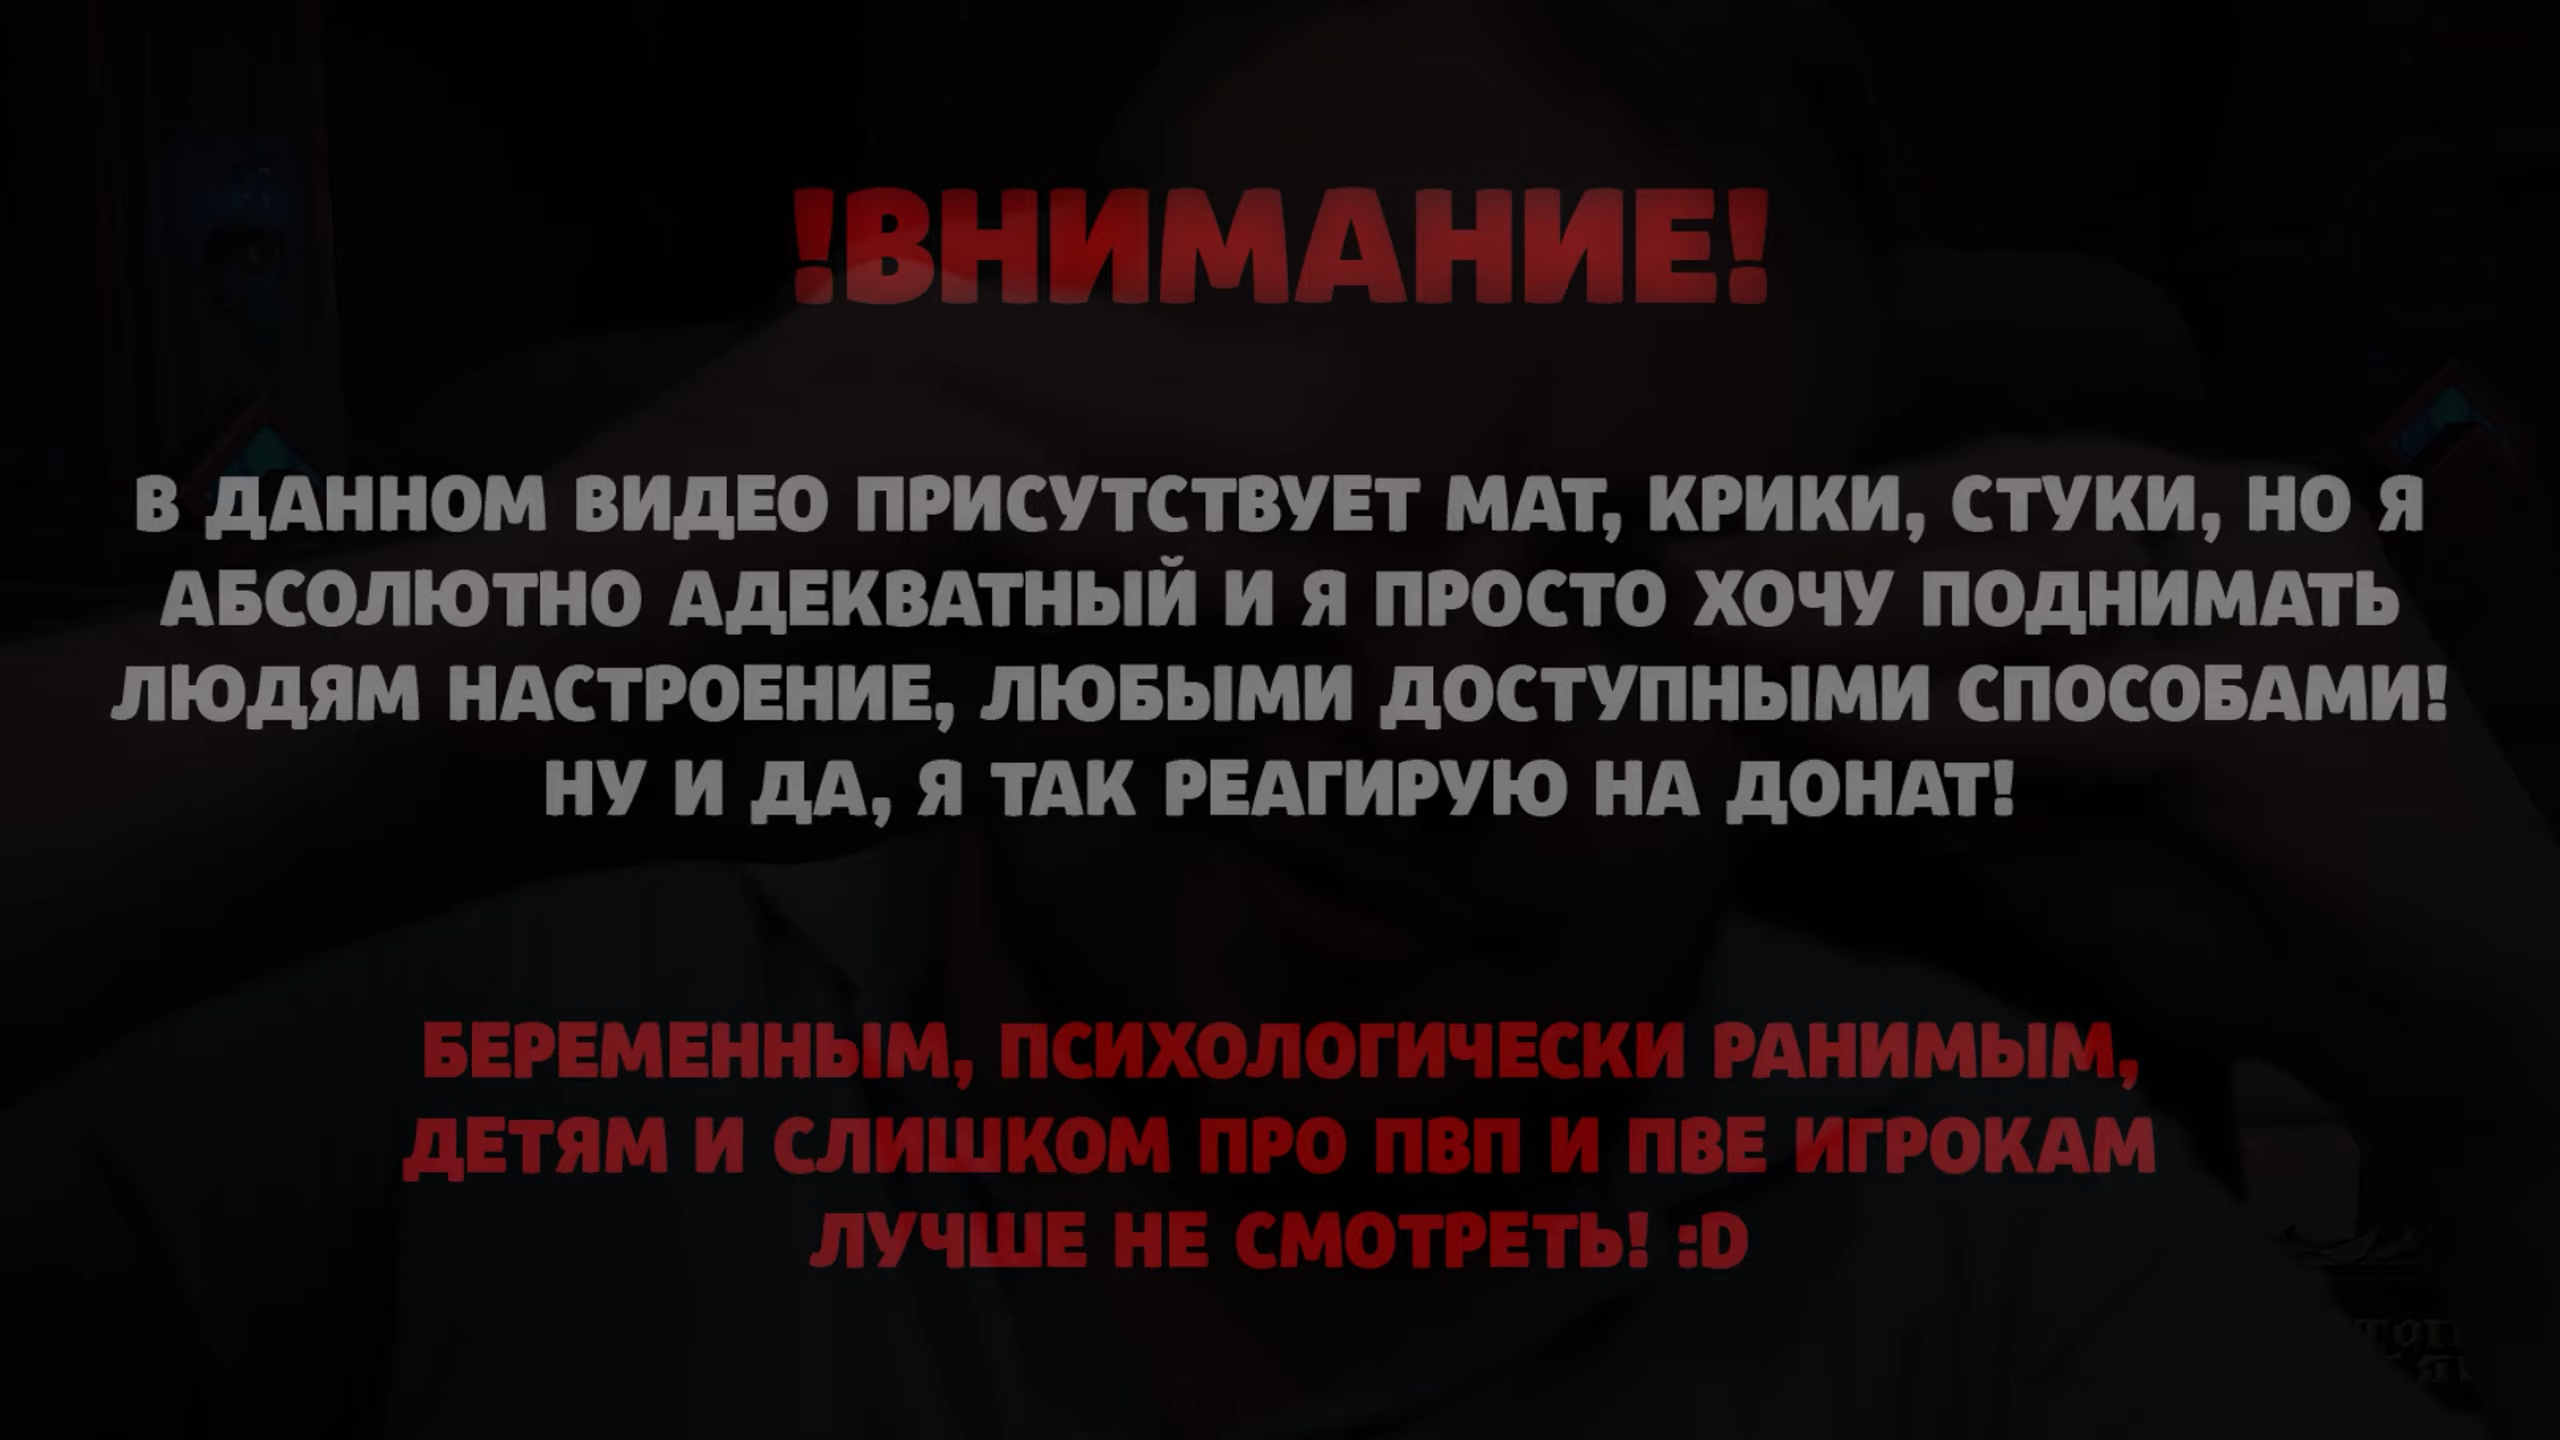 !ВНИМАНИЕ!
В ДАННОМ ВИДЕО ПРИСУТСТВУЕТ МАТ, КРИКИ, СТУКИ, НО Я
АБСОЛЮТНО АДЕКВАТНЫЙ И Я ПРОСТО ХОЧУ ПОДНИМАТЬ
ЛЮДЯМ НАСТРОЕНИЕ, ЛЮБЫМИ ДОСТУПНЫМИ СПОСОБАМИ!
НУ И ДА, Я ТАК РЕАГИРУЮ НА ДОНАТ!
БЕРЕМЕННЫМ, ПСИХОЛОГИЧЕСКИ РАНИМЫМ,
ДЕТЯМ И СЛИШКОМ ПРО ПВП И ПВЕ ИГРОКАМ
ЛУЧШЕ НЕ СМОТРЕТЬ! :D